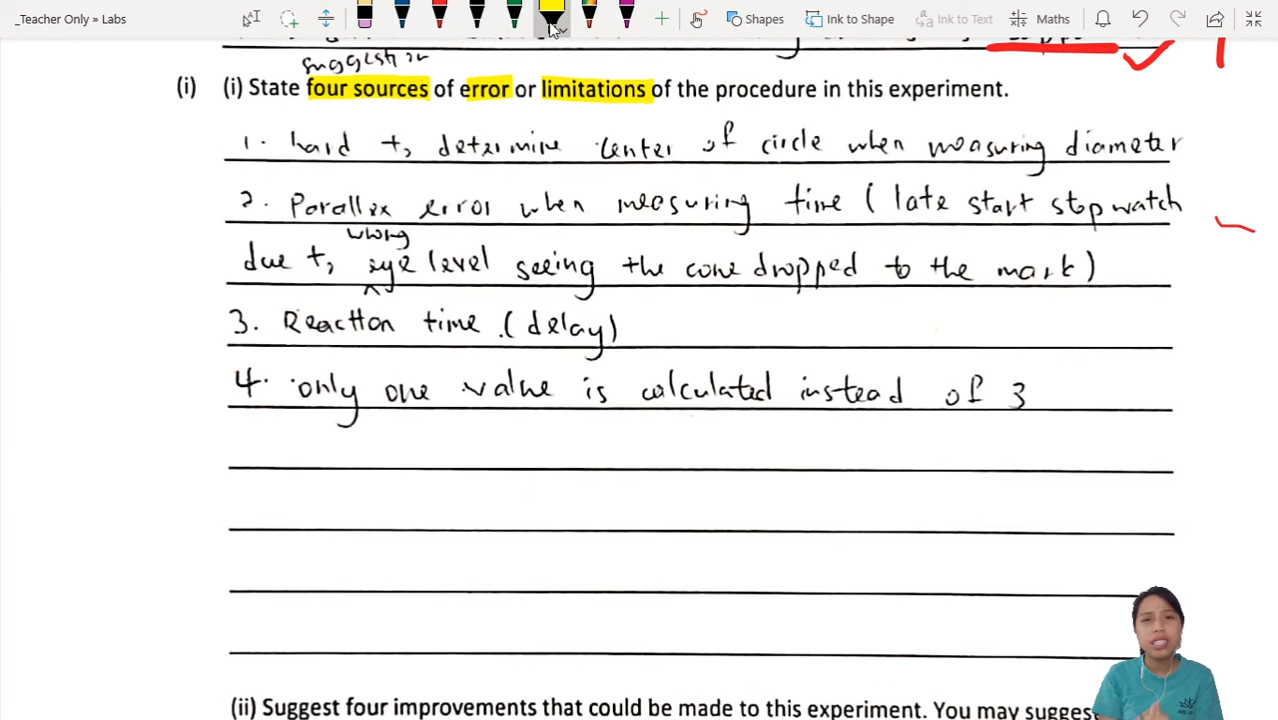 _Teacher Only » Labs
Shapes
Ink to Shape
Ink to Text
Maths
suggestion
(i) (i) State four sources of error or limitations of the procedure in this experiment.
1. hard to determine center of circle when measuring diameter
2. Parallax error when measuring time (late start stopwatch
wrong
due to eye level seeing the cone dropped to the mark)
3. Reaction time. (delay)
4. only one value is calculated instead of 3
(ii) Suggest four improvements that could be made to this experiment. You may suggest